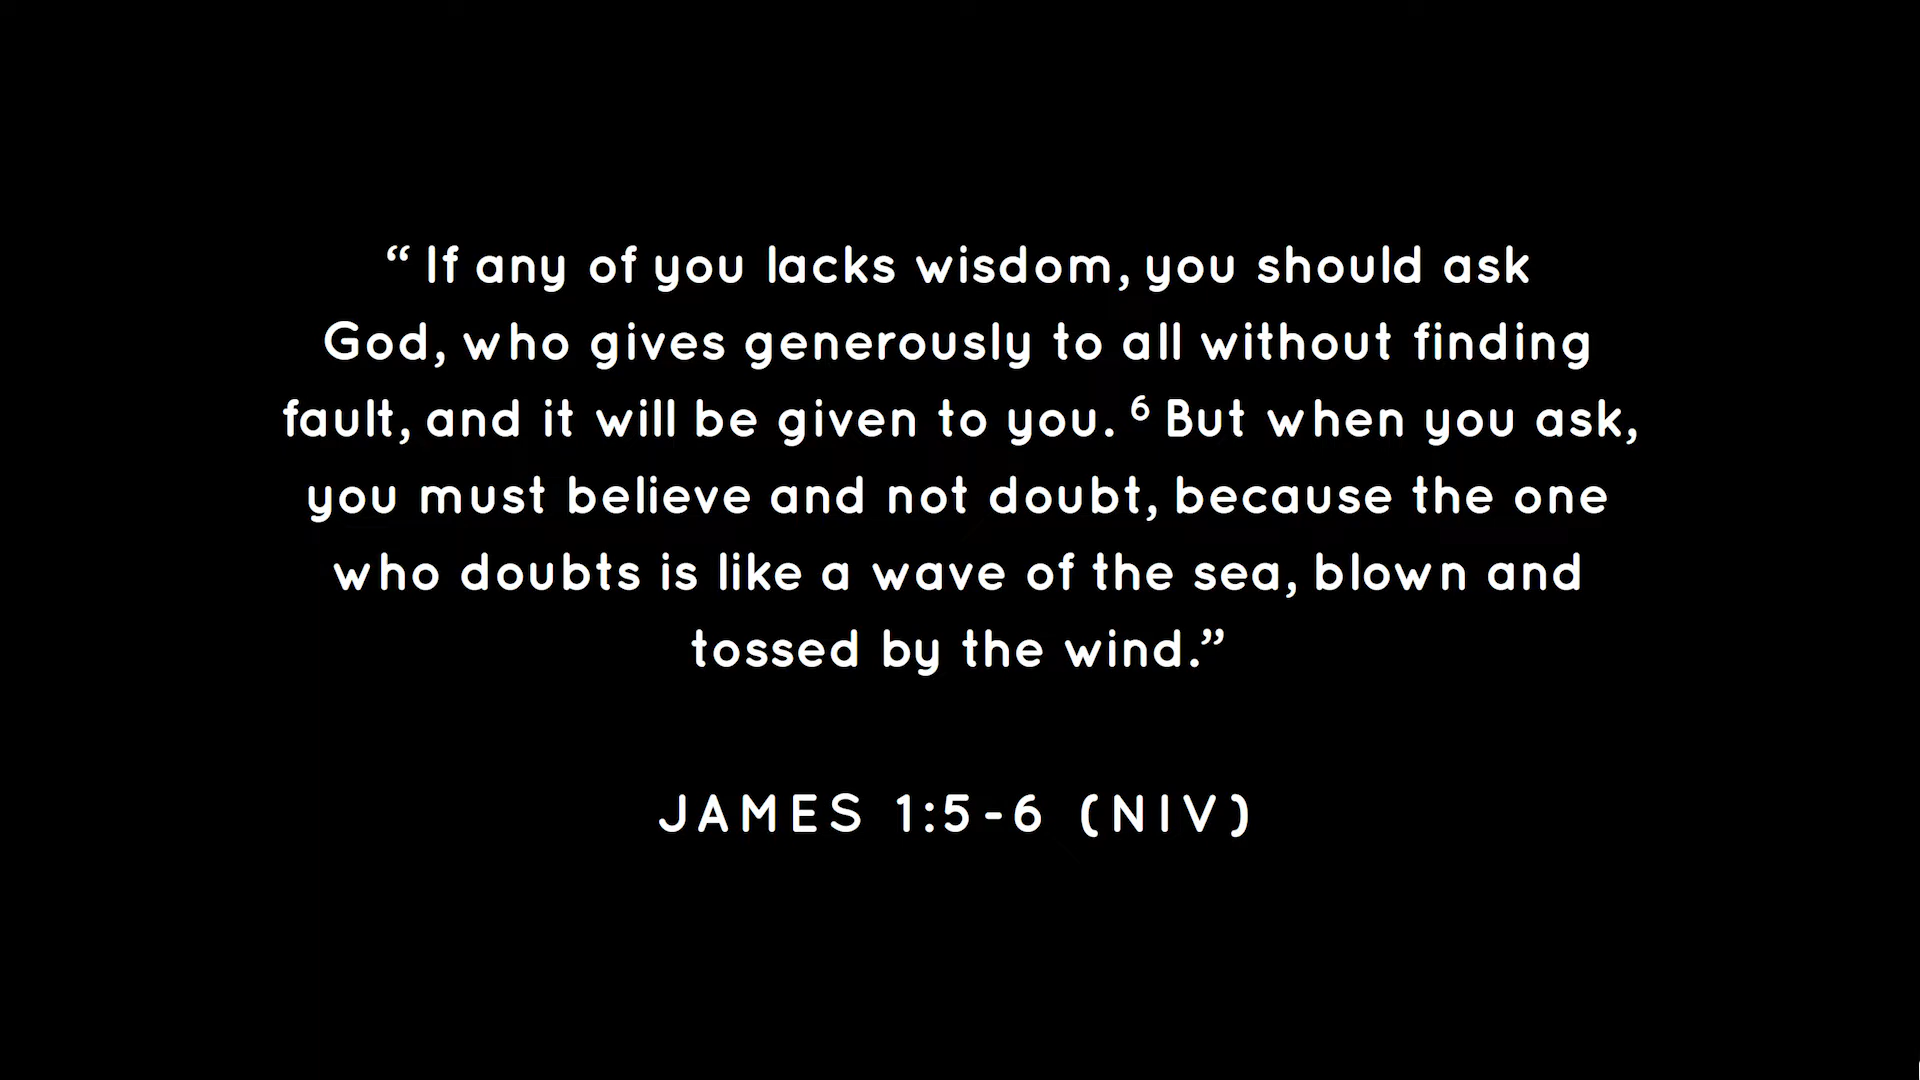 “ If any of you lacks wisdom, you should ask
God, who gives generously to all without finding
fault, and it will be given to you. ⁶ But when you ask,
you must believe and not doubt, because the one
who doubts is like a wave of the sea, blown and
tossed by the wind.”
JAMES 1:5-6 (NIV)